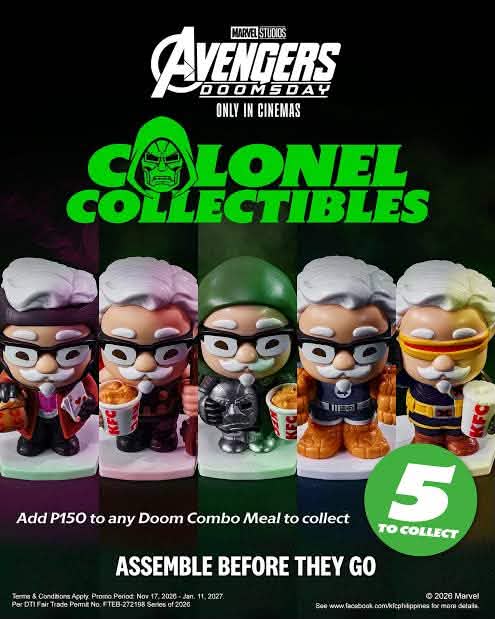 MARVEL STUDIOS
AVENGERS
DOOMSDAY
ONLY IN CINEMAS
COLONEL
COLLECTIBLES
KFC
KFC
KFC
KFC
Add P150 to any Doom Combo Meal to collect
5
TO COLLECT
ASSEMBLE BEFORE THEY GO
Terms & Conditions Apply. Promo Period: Nov 17, 2026 - Jan. 11, 2027.
Per DTI Fair Trade Permit No. FTEB-272198 Series of 2026
© 2026 Marvel
See www.facebook.com/kfcphilippines for more details.